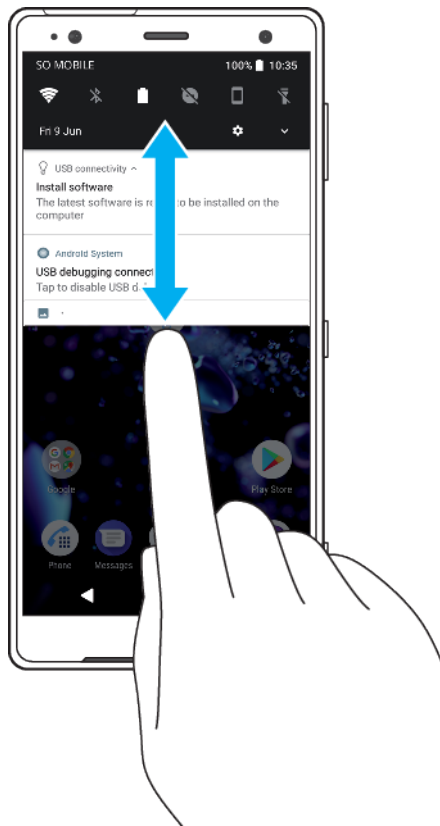 SO MOBILE 100% 10:35
Fri 9 Jun
USB connectivity
Install software
The latest software is to be installed on the
computer
Android System
USB debugging
Tap to disable USB
Google Play Store
Phone Messages